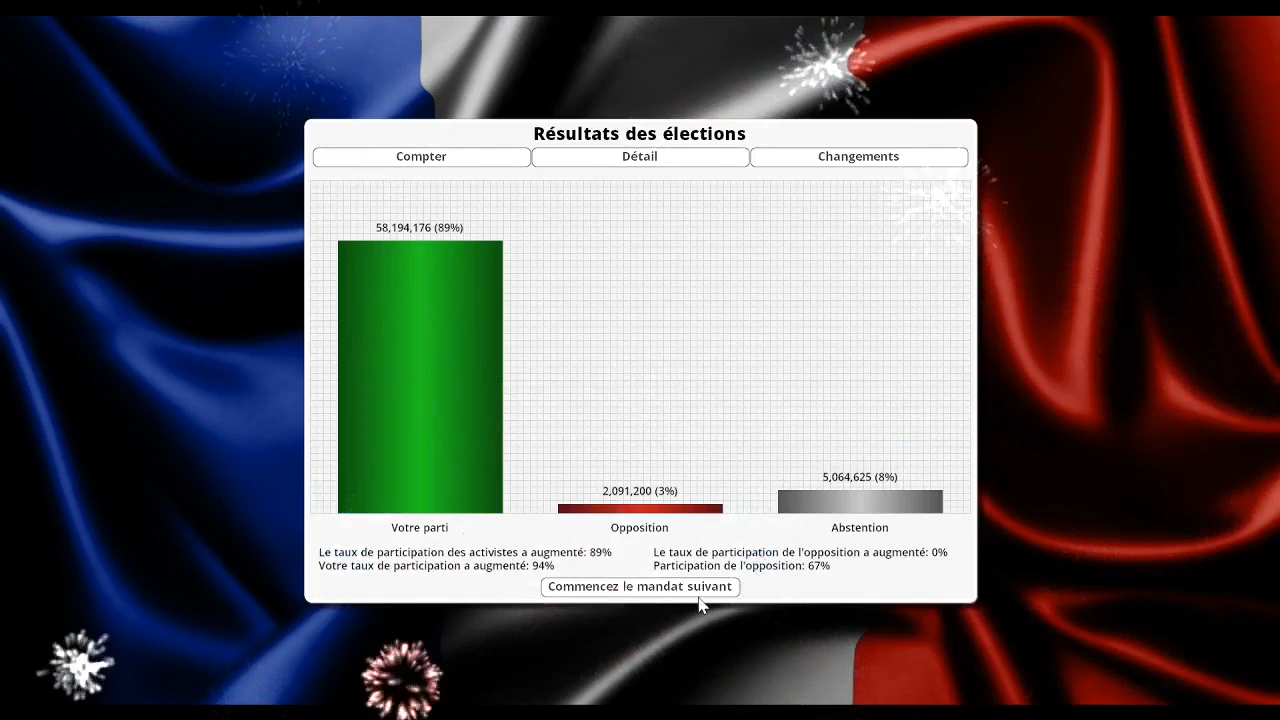 Résultats des élections
Compter
Détail
Changements
58,194,176 (89%)
2,091,200 (3%)
5,064,625 (8%)
Votre parti
Opposition
Abstention
Le taux de participation des activistes a augmenté: 89%
Le taux de participation de l'opposition a augmenté: 0%
Votre taux de participation a augmenté: 94%
Participation de l'opposition: 67%
Commencez le mandat suivant